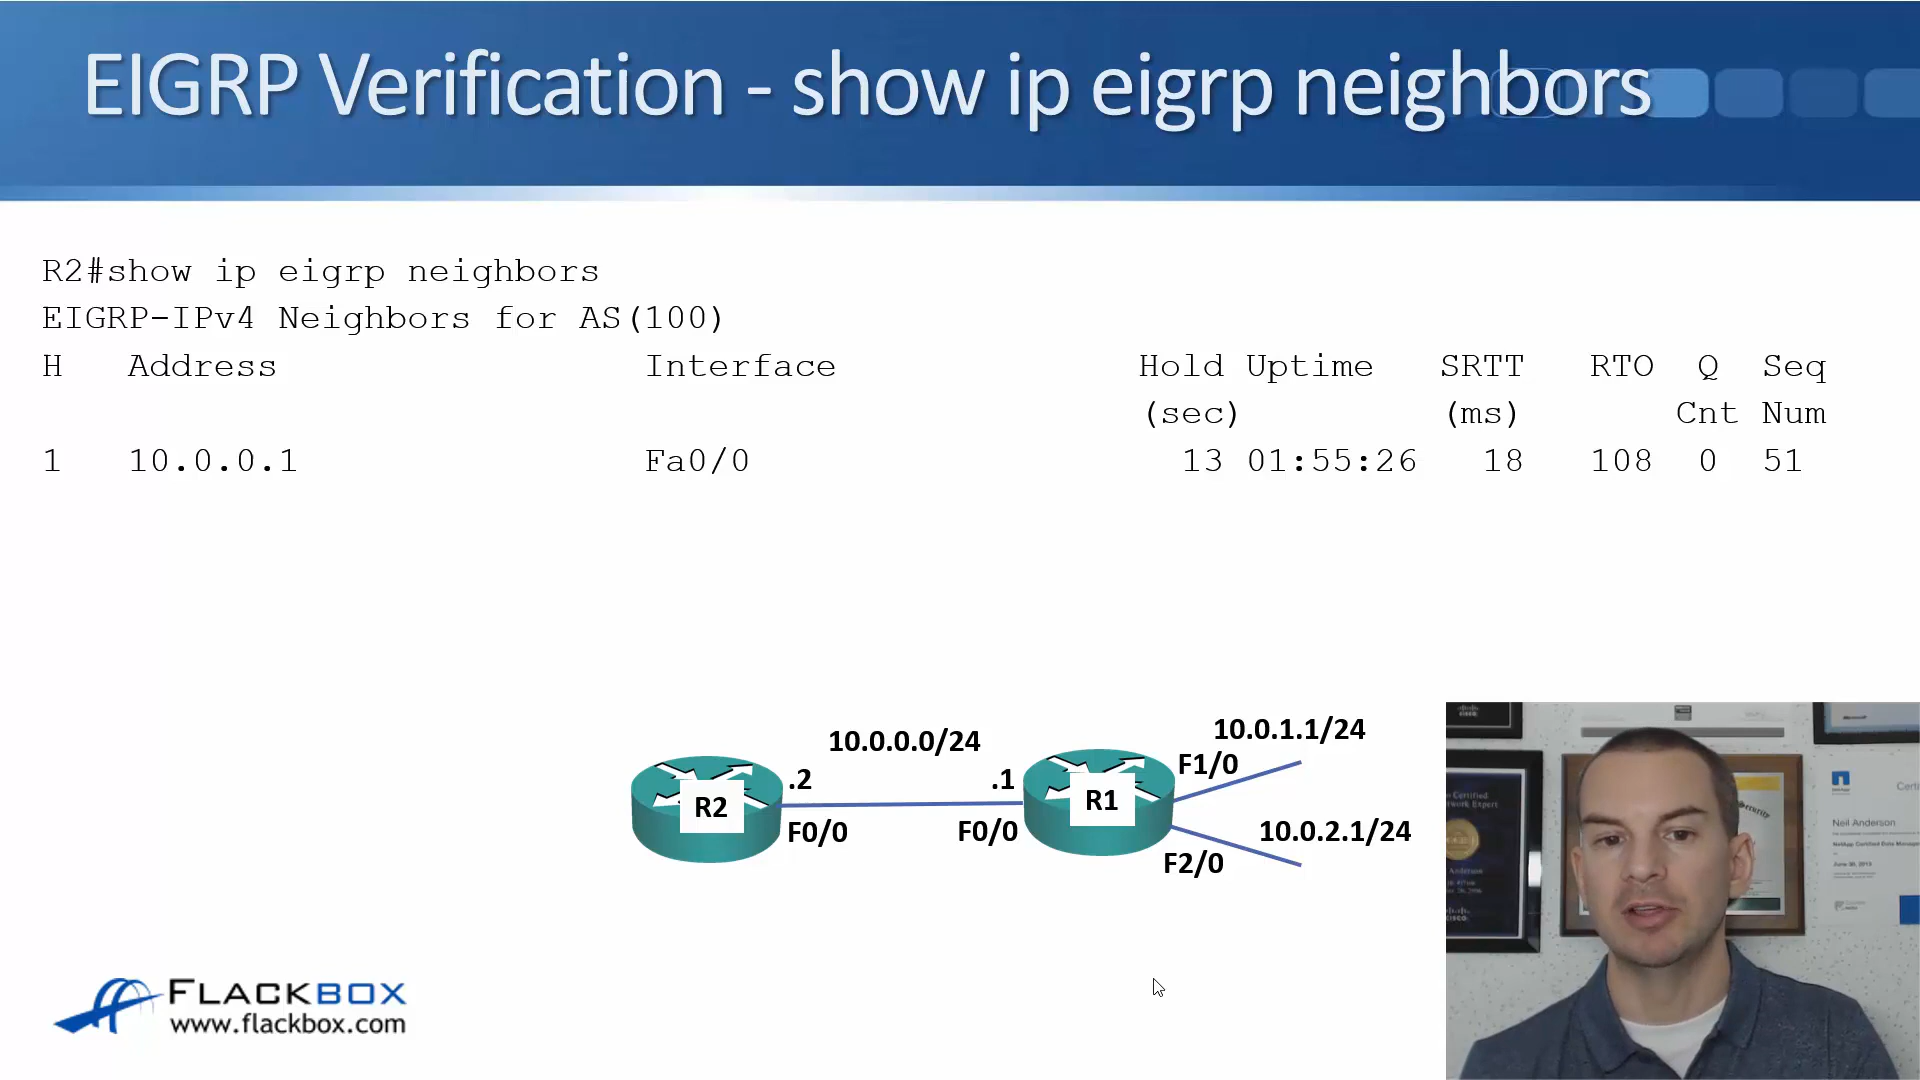 EIGRP Verification - show ip eigrp neighbors
R2#show ip eigrp neighbors
EIGRP-IPv4 Neighbors for AS(100)
H Address Interface Hold Uptime SRTT RTO Q Seq
(sec) (ms) Cnt Num
1 10.0.0.1 Fa0/0 13 01:55:26 18 108 0 51
10.0.0.0/24
10.0.1.1/24
F1/0
.2
.1
R2
R1
F0/0
F0/0
10.0.2.1/24
F2/0
Neil Anderson
FLACKBOX
www.flackbox.com